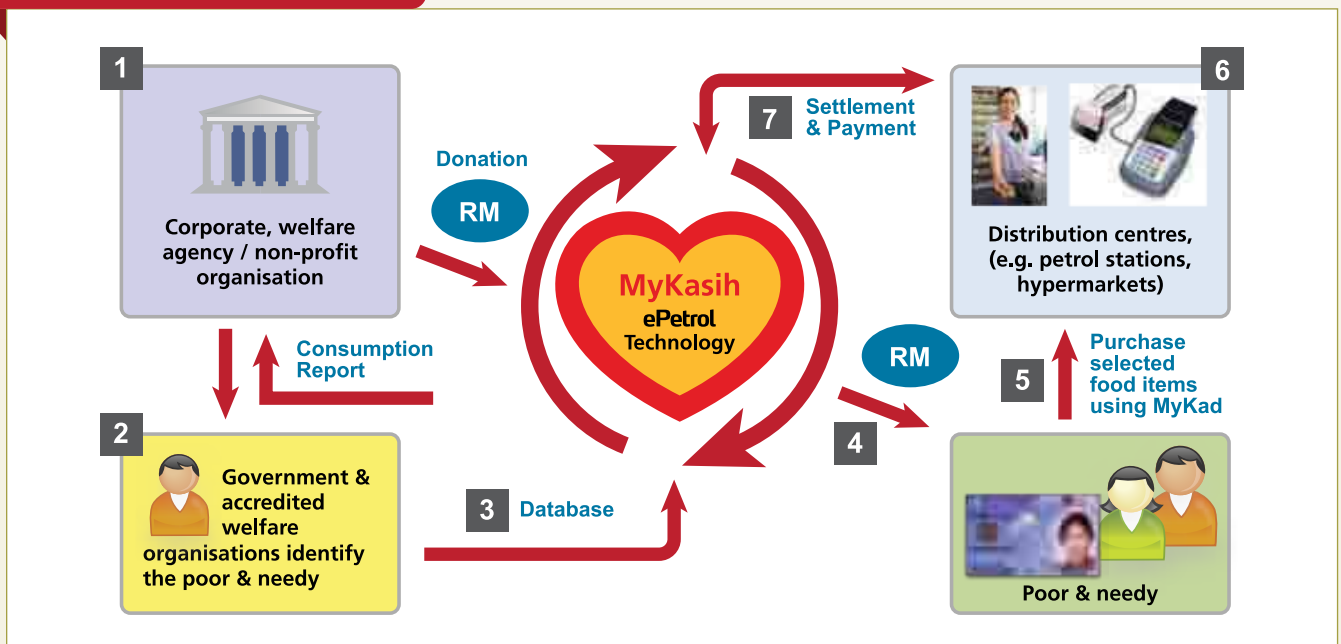 1
Corporate, welfare
agency / non-profit
organisation
Donation
RM
7
Settlement
& Payment
6
Distribution centres,
(e.g. petrol stations,
hypermarkets)
MyKasih
ePetrol
Technology
Consumption
Report
RM
4
5
Purchase
selected
food items
using MyKad
2
Government &
accredited
welfare
organisations identify
the poor & needy
3
Database
Poor & needy